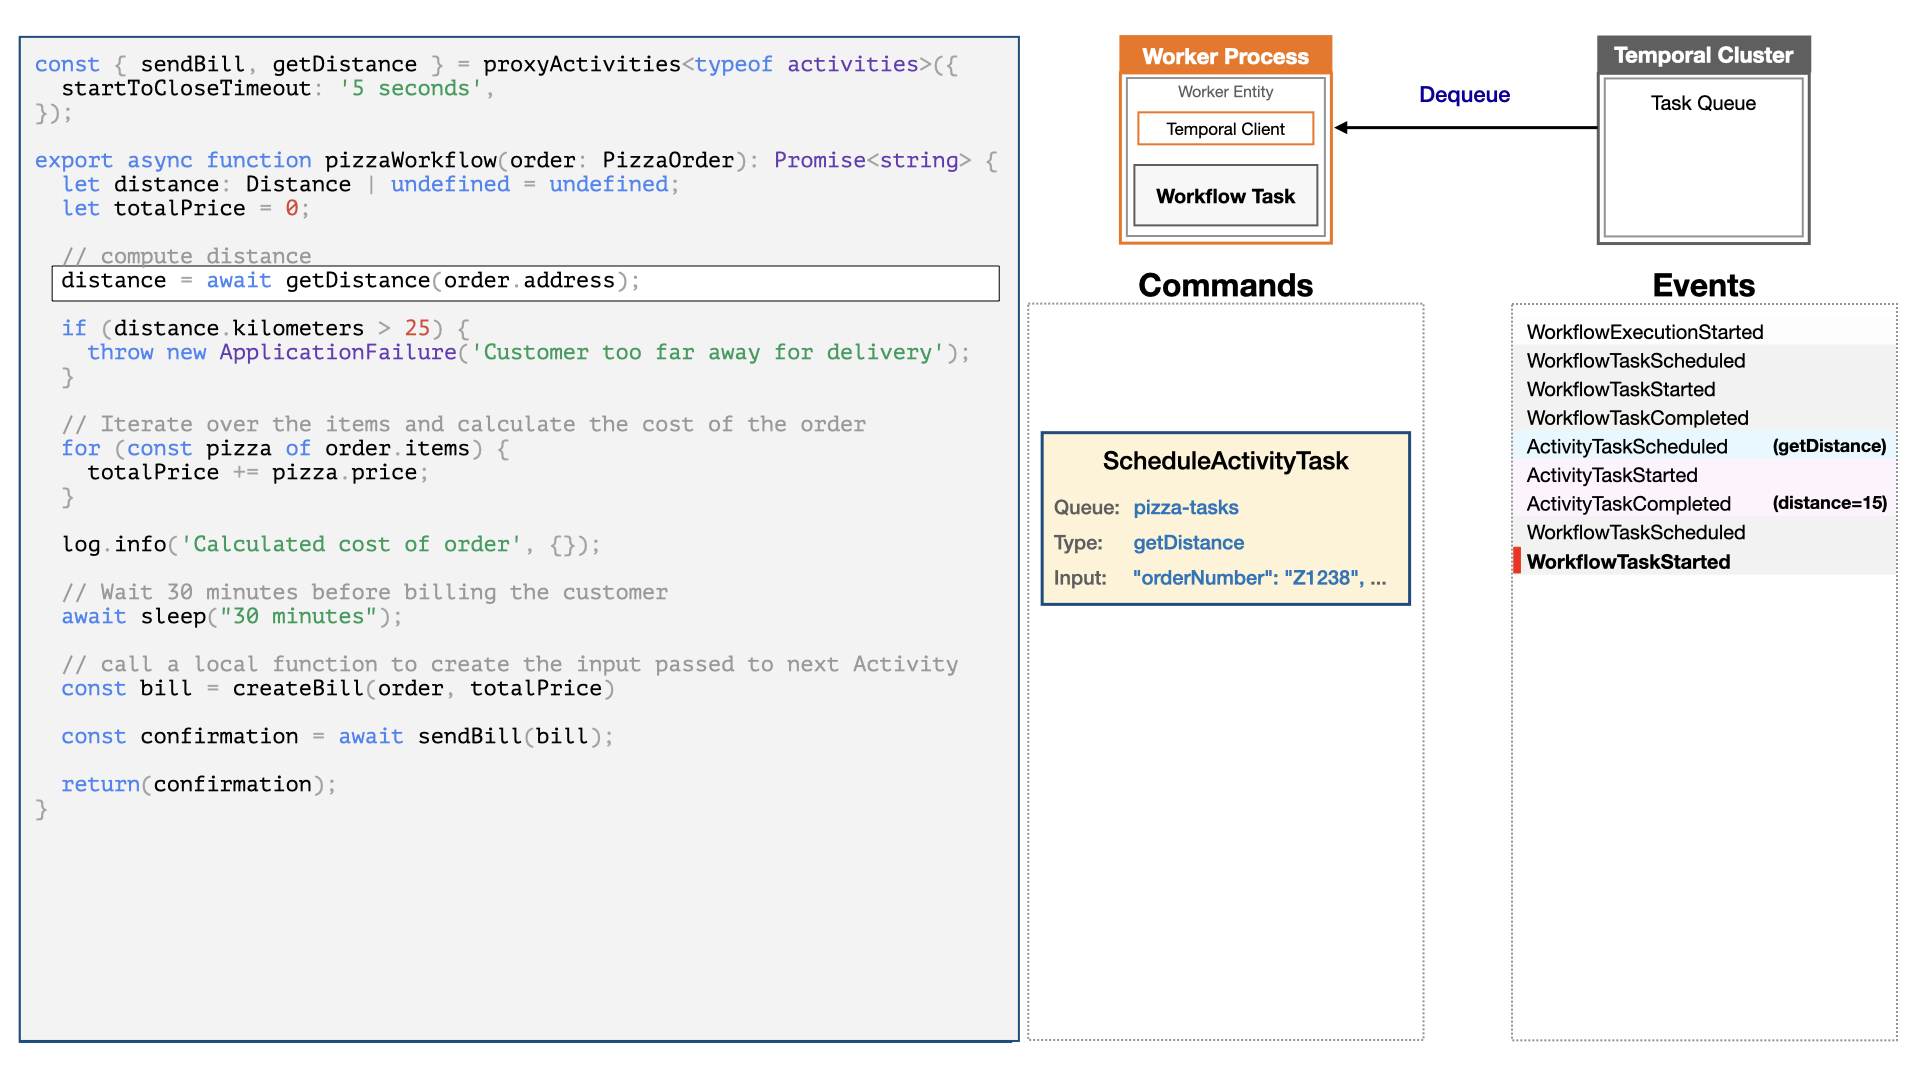 const { sendBill, getDistance } = proxyActivities<typeof activities>({
  startToCloseTimeout: '5 seconds',
});

export async function pizzaWorkflow(order: PizzaOrder): Promise<string> {
  let distance: Distance | undefined = undefined;
  let totalPrice = 0;

  // compute distance
  distance = await getDistance(order.address);

  if (distance.kilometers > 25) {
    throw new ApplicationFailure('Customer too far away for delivery');
  }

  // Iterate over the items and calculate the cost of the order
  for (const pizza of order.items) {
    totalPrice += pizza.price;
  }

  log.info('Calculated cost of order', {});

  // Wait 30 minutes before billing the customer
  await sleep("30 minutes");

  // call a local function to create the input passed to next Activity
  const bill = createBill(order, totalPrice)

  const confirmation = await sendBill(bill);

  return(confirmation);
}
Worker Process
Worker Entity
Temporal Client
Workflow Task
Dequeue
Temporal Cluster
Task Queue
Commands
ScheduleActivityTask
Queue: pizza-tasks
Type: getDistance
Input: "orderNumber": "Z1238", ...
Events
WorkflowExecutionStarted
WorkflowTaskScheduled
WorkflowTaskStarted
WorkflowTaskCompleted
ActivityTaskScheduled (getDistance)
ActivityTaskStarted
ActivityTaskCompleted (distance=15)
WorkflowTaskScheduled
WorkflowTaskStarted